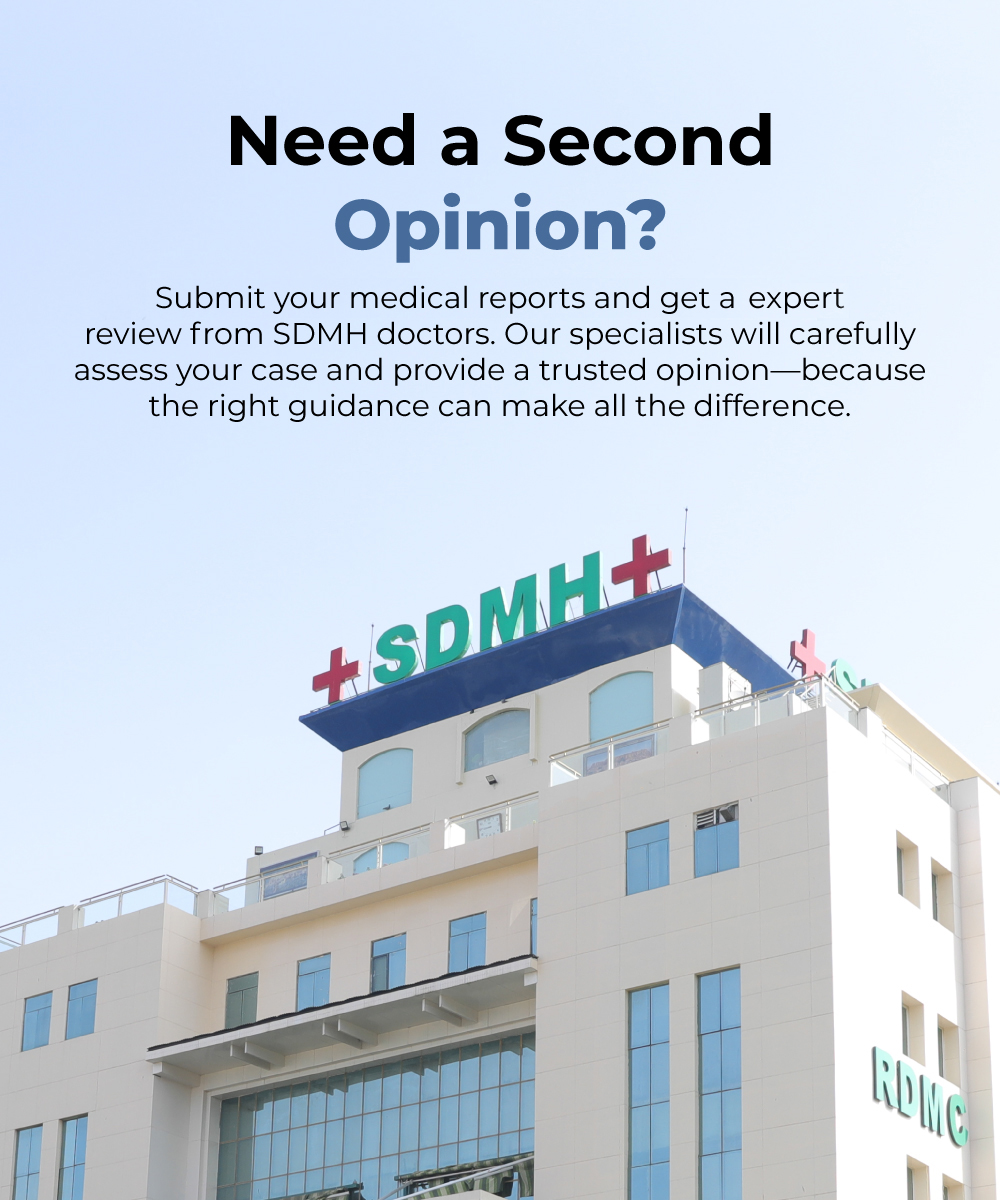 Need a Second
Opinion?
Submit your medical reports and get a expert
review from SDMH doctors. Our specialists will carefully
assess your case and provide a trusted opinion—because
the right guidance can make all the difference.
SDMH
RDMC